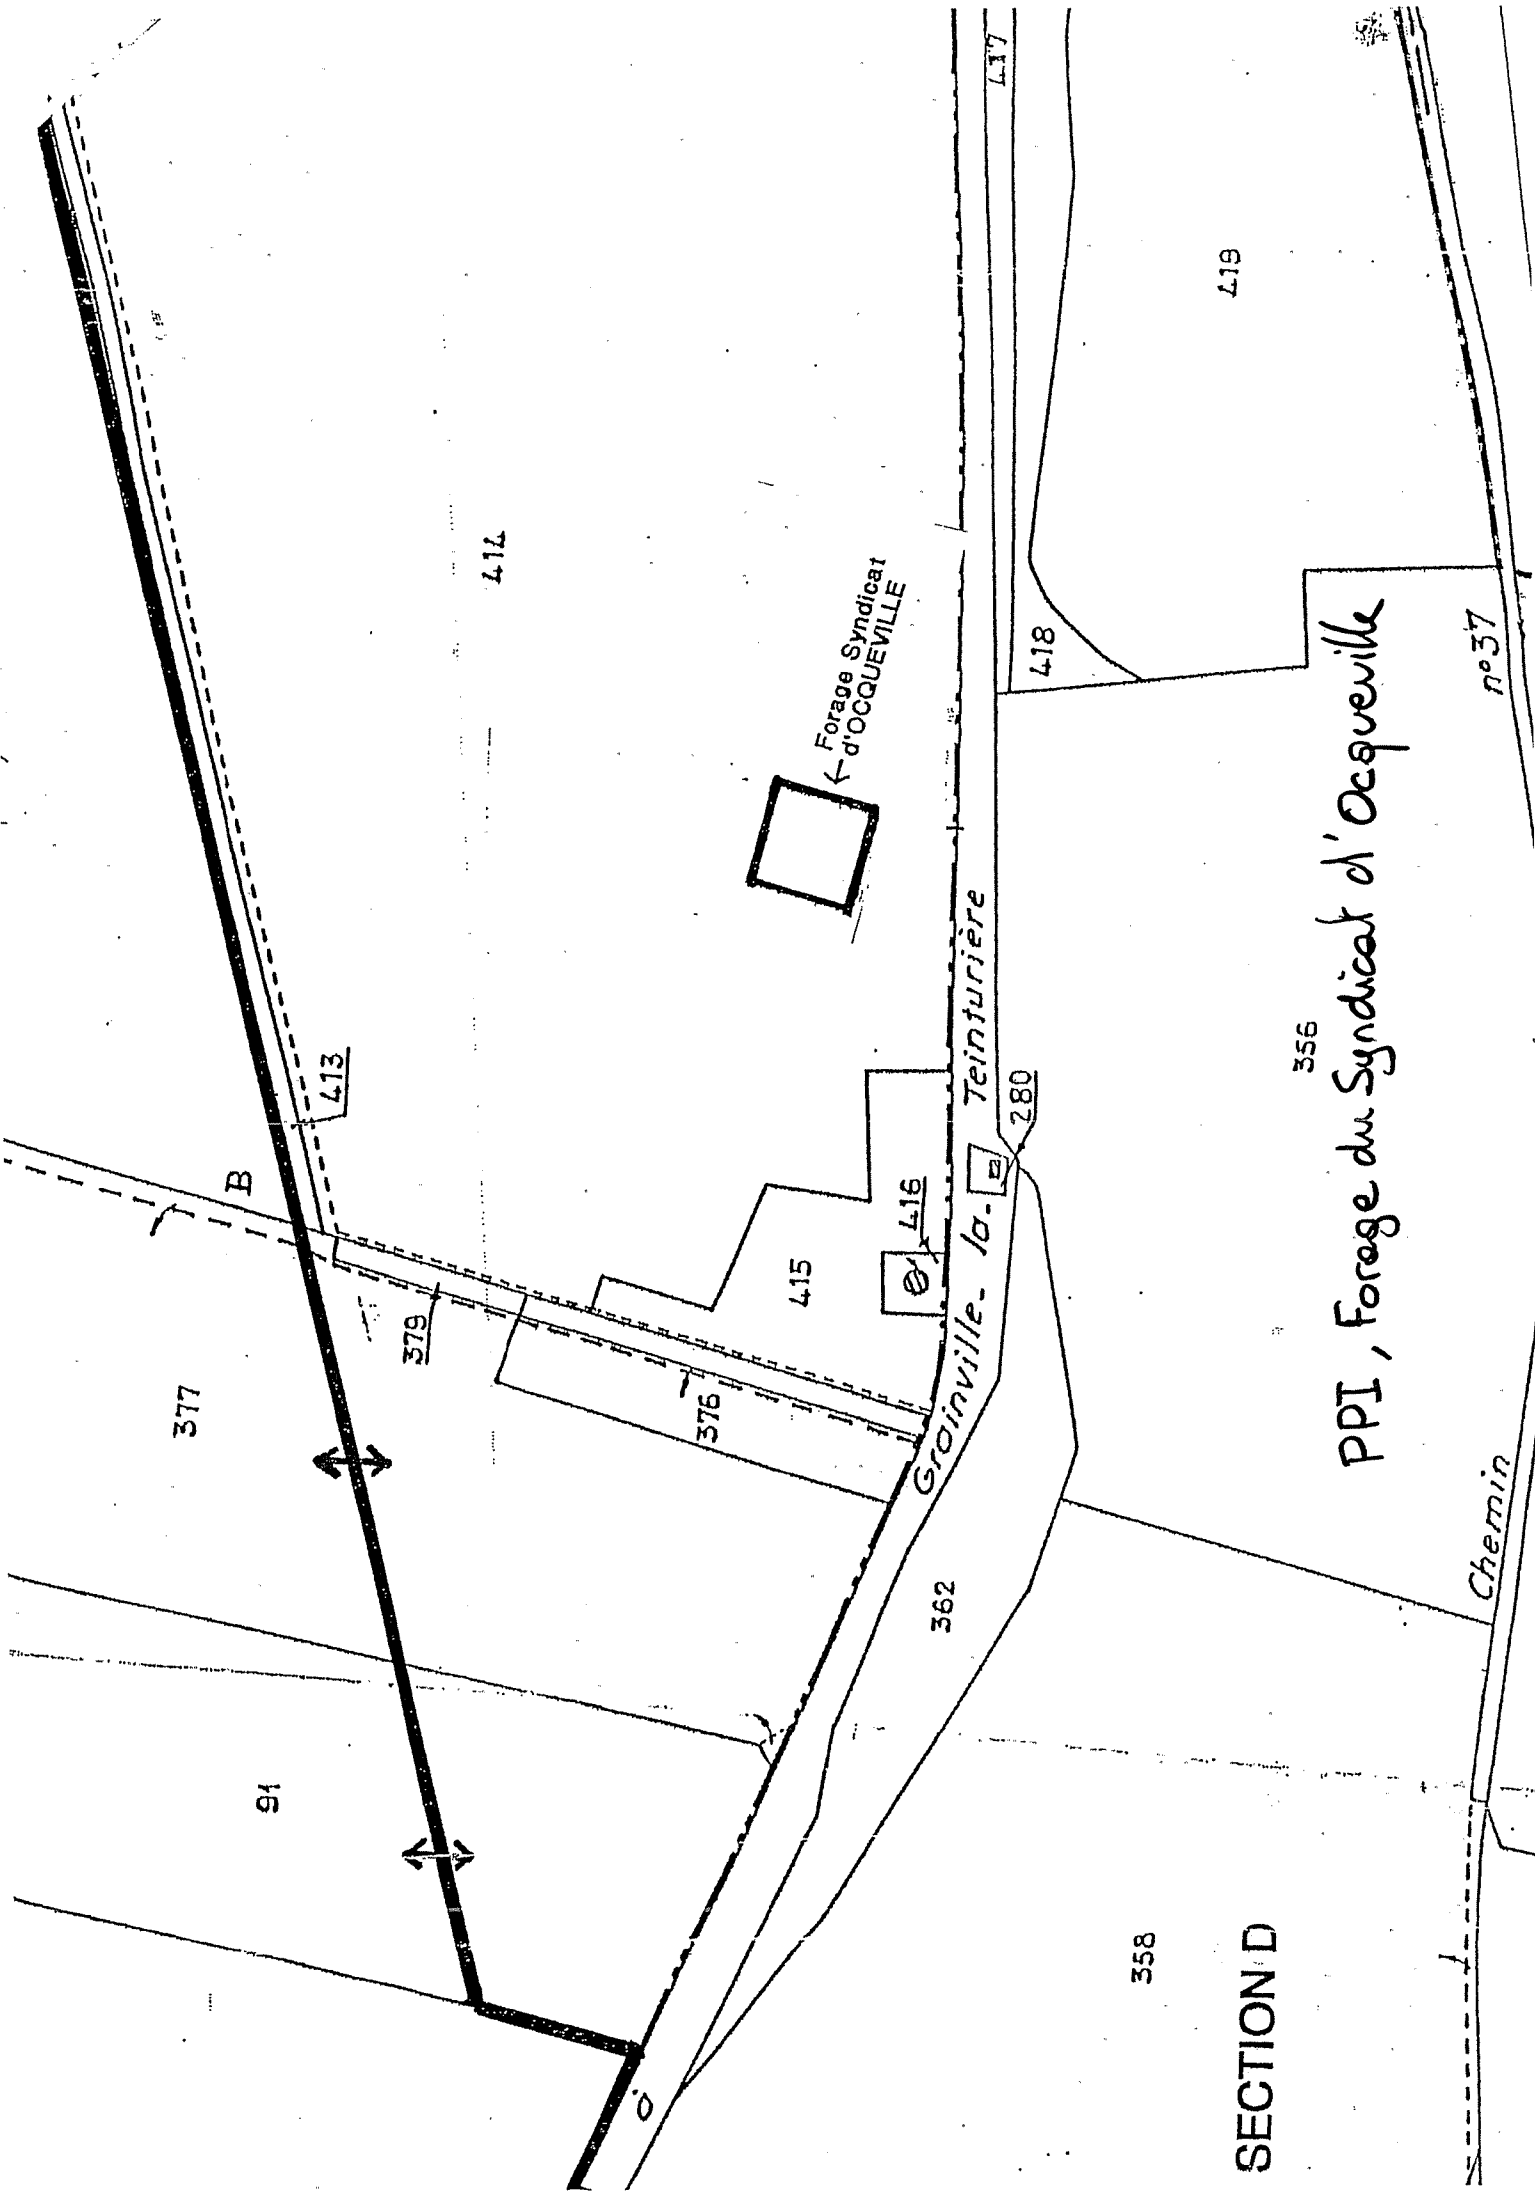 91
377
B
379
413
414
376
415
416
← Forage Syndicat
d'OCQUEVILLE
à Grainville-la-Teinturière
280
417
418
419
362
356
358
PPI, Forage du Syndicat d'Ocqueville
SECTION D
Chemin n°37